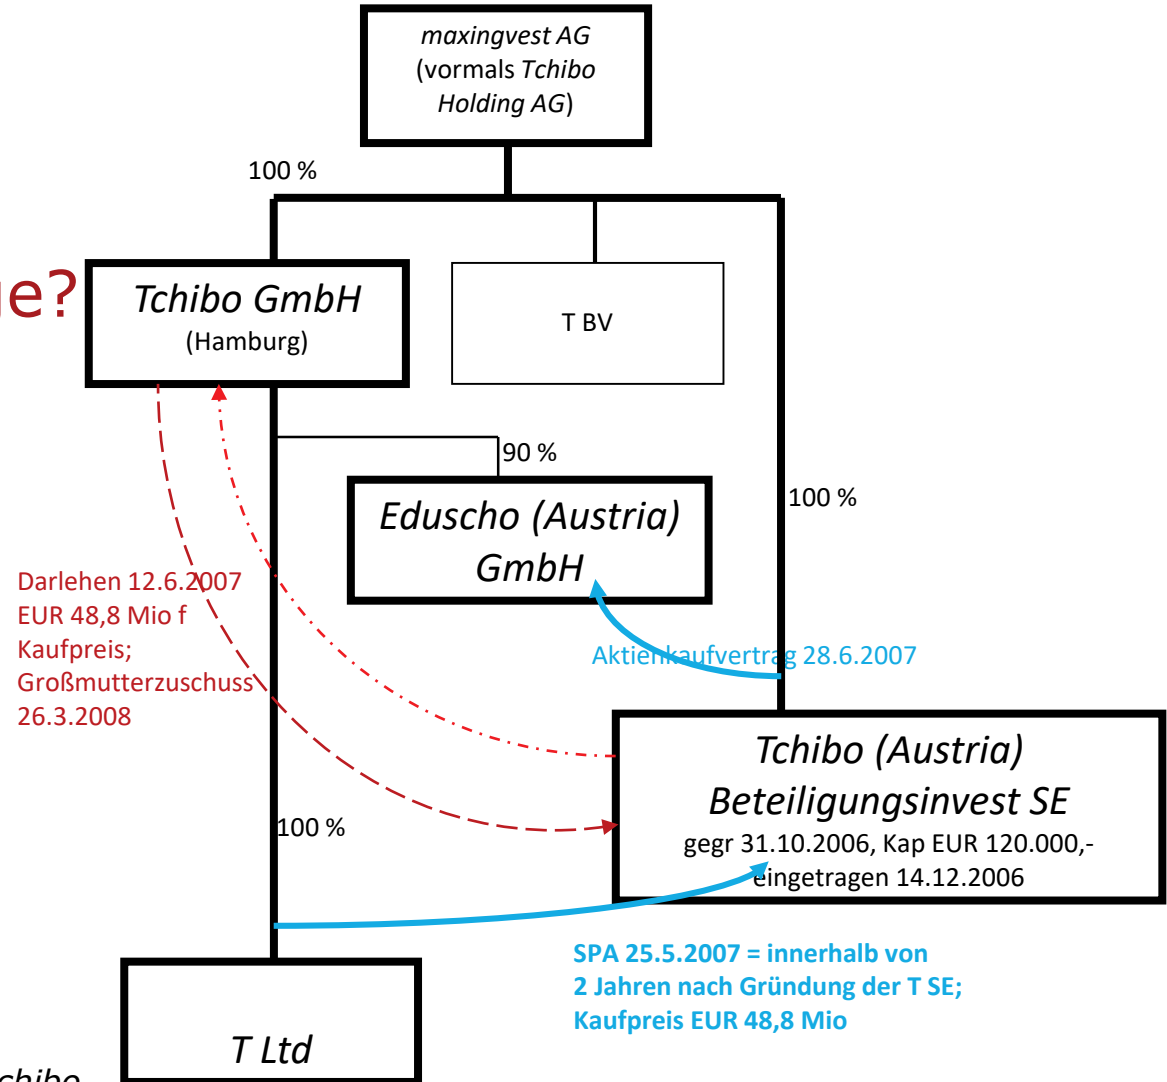 maxingvest AG
(vormals Tchibo
Holding AG)
100 %
ge?
Tchibo GmbH
(Hamburg)
T BV
90 %
Eduscho (Austria)
GmbH
100 %
Darlehen 12.6.2007
EUR 48,8 Mio f
Kaufpreis;
Großmutterzuschuss
26.3.2008
Aktienkaufvertrag 28.6.2007
Tchibo (Austria)
Beteiligungsinvest SE
gegr 31.10.2006, Kap EUR 120.000,-
eingetragen 14.12.2006
100 %
SPA 25.5.2007 = innerhalb von
2 Jahren nach Gründung der T SE;
Kaufpreis EUR 48,8 Mio
T Ltd
chibo